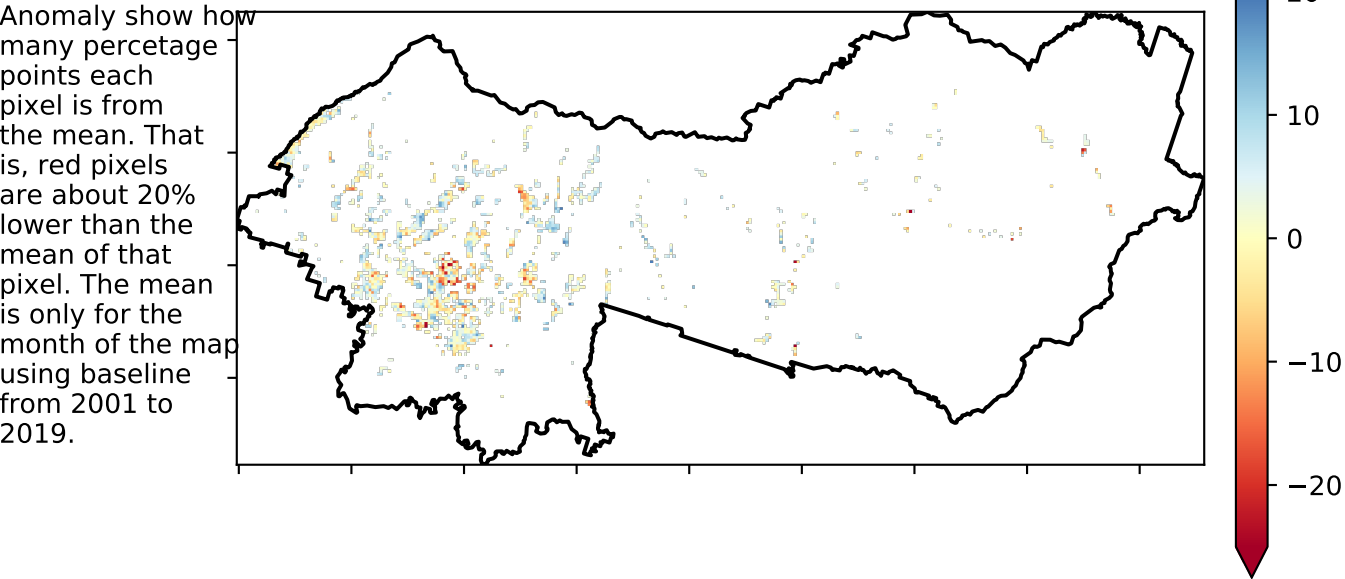 Anomaly show how
many percetage
points each
pixel is from
the mean. That
is, red pixels
are about 20%
lower than the
mean of that
pixel. The mean
is only for the
month of the map
using baseline
from 2001 to
2019.
10
0
−10
−20